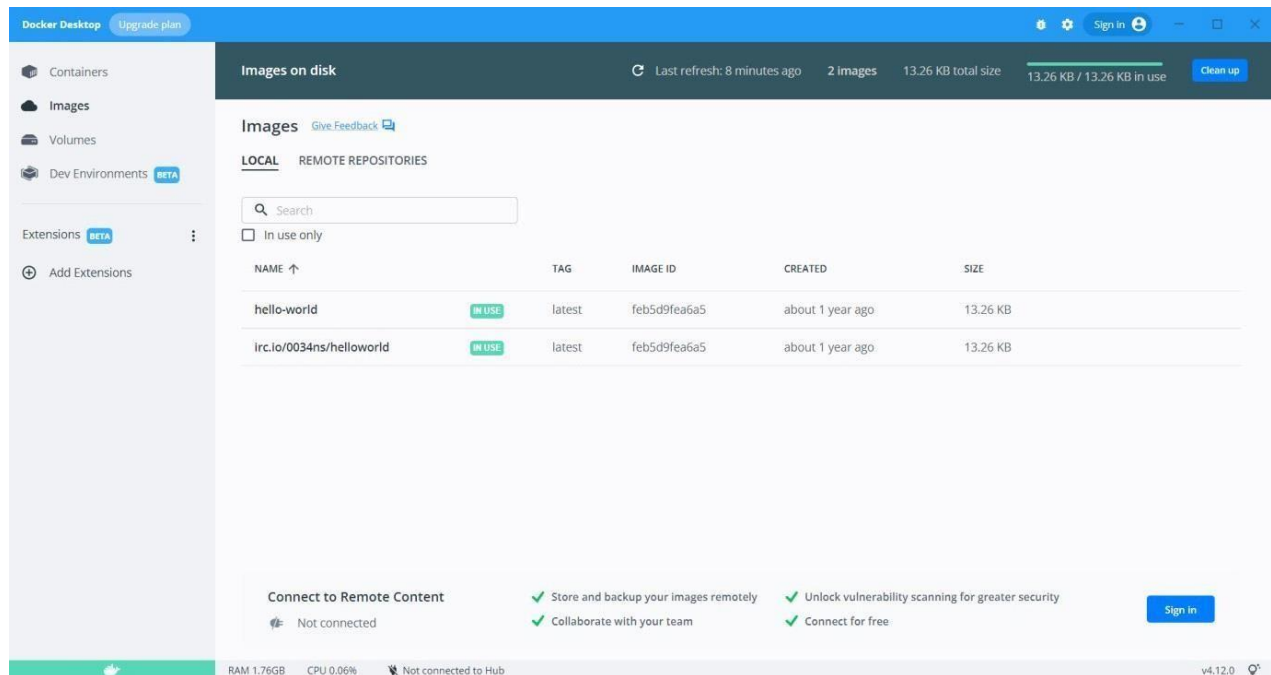 Docker Desktop Upgrade plan Sign in
Containers
Images
Volumes
Dev Environments BETA
Extensions BETA
Add Extensions
Images on disk Last refresh: 8 minutes ago 2 images 13.26 KB total size 13.26 KB / 13.26 KB in use Clean up
Images Give Feedback
LOCAL REMOTE REPOSITORIES
Search
In use only
NAME TAG IMAGE ID CREATED SIZE
hello-world IN USE latest feb5d9fea6a5 about 1 year ago 13.26 KB
irc.io/0034ns/helloworld IN USE latest feb5d9fea6a5 about 1 year ago 13.26 KB
Connect to Remote Content
Not connected
Store and backup your images remotely
Collaborate with your team
Unlock vulnerability scanning for greater security
Connect for free
Sign in
RAM 1.76GB CPU 0.06% Not connected to Hub v4.12.0